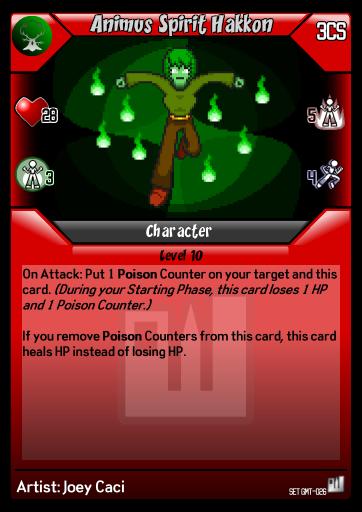 Animus Spirit Hakkon
3CS
28
5
3
4
Character
Level 10
On Attack: Put 1 Poison Counter on your target and this
card. (During your Starting Phase, this card loses 1 HP
and 1 Poison Counter.)
If you remove Poison Counters from this card, this card
heals HP instead of losing HP.
Artist: Joey Caci
SET GMT-026